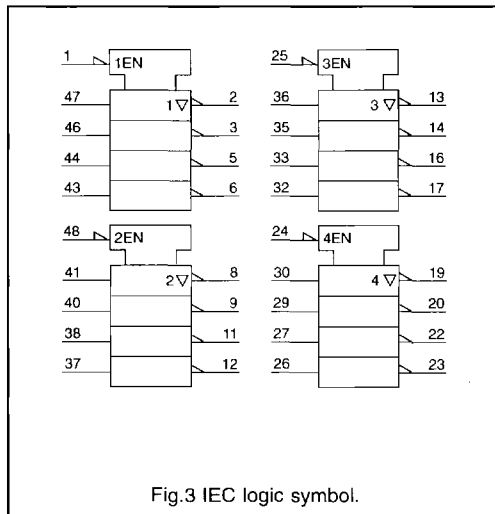 1 1EN
47 1▽ 2
46 3
44 5
43 6
25 3EN
36 3▽ 13
35 14
33 16
32 17
48 2EN
41 2▽ 8
40 9
38 11
37 12
24 4EN
30 4▽ 19
29 20
27 22
26 23
Fig.3 IEC logic symbol.